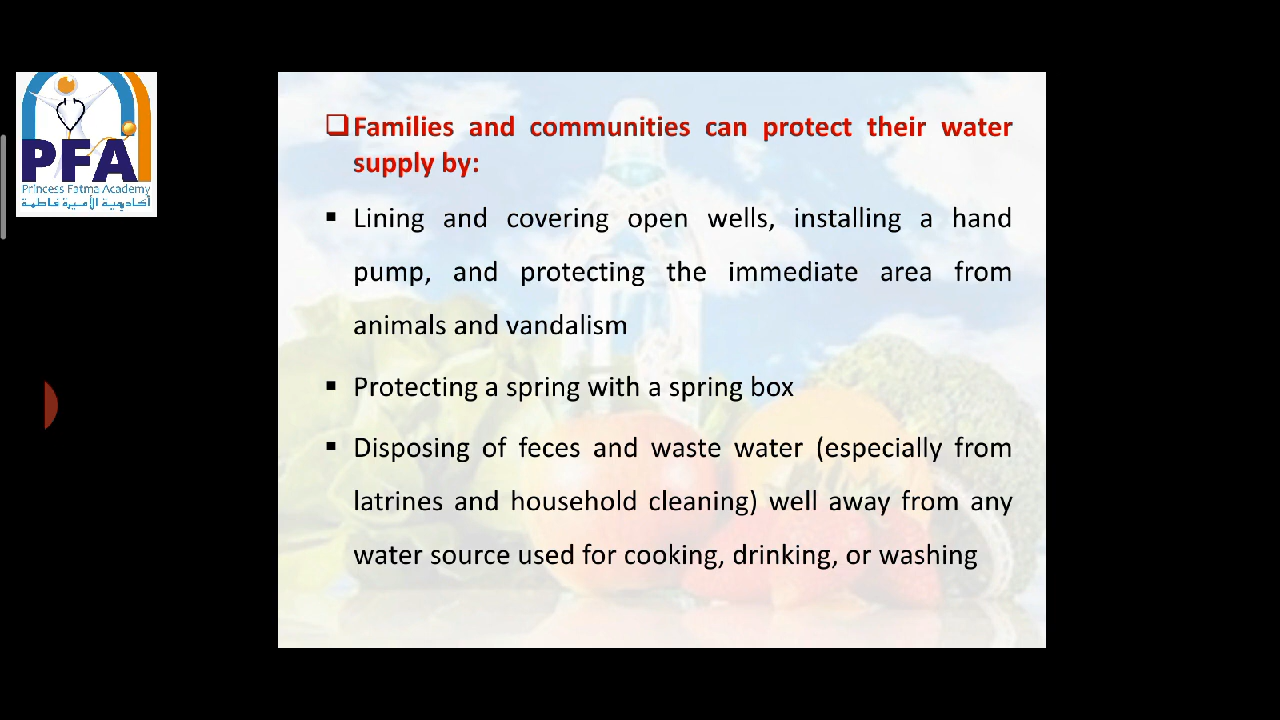 PFA
Princess Fatma Academy
أكاديمية الأميرة فاطمة
❑Families and communities can protect their water
supply by:
▪ Lining and covering open wells, installing a hand
pump, and protecting the immediate area from
animals and vandalism
▪ Protecting a spring with a spring box
▪ Disposing of feces and waste water (especially from
latrines and household cleaning) well away from any
water source used for cooking, drinking, or washing